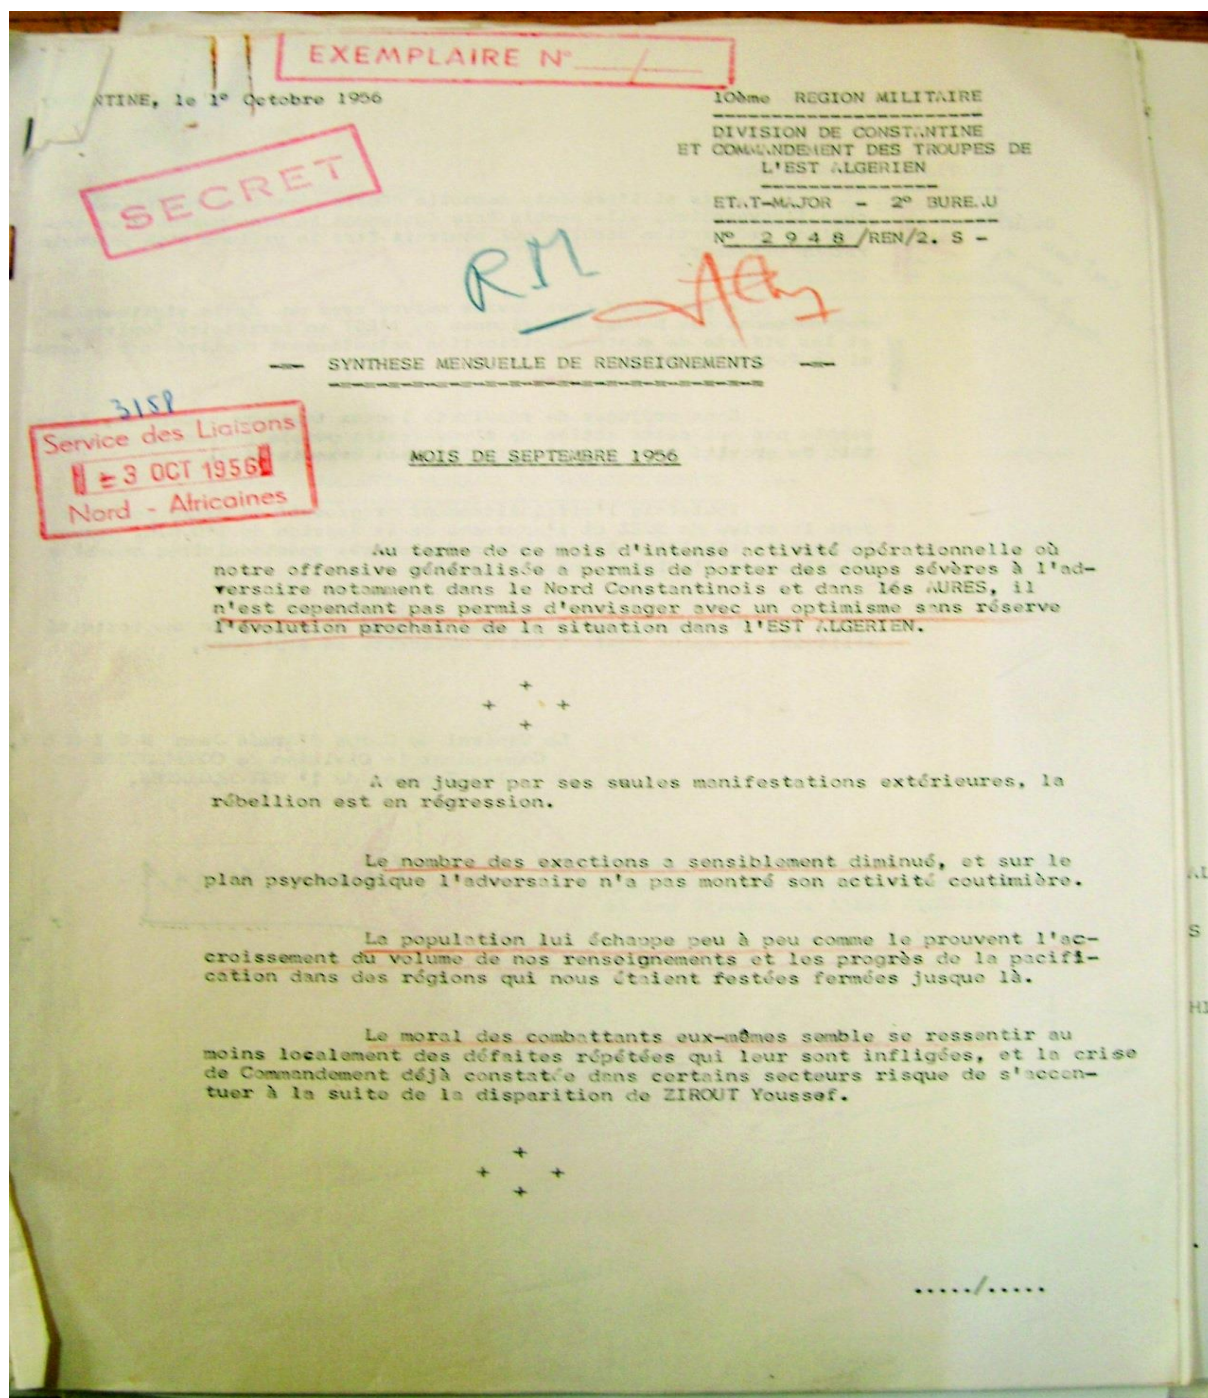 EXEMPLAIRE N°
NTINE, le 1° Octobre 1956
10ème REGION MILITAIRE
DIVISION DE CONSTANTINE
ET COMMANDEMENT DES TROUPES DE
L'EST ALGERIEN
ETAT-MAJOR - 2° BUREAU
N° 2 9 4 8 /REN/2. S -
SECRET
RM
SYNTHESE MENSUELLE DE RENSEIGNEMENTS
3158
Service des Liaisons
- 3 OCT 1956
Nord - Africaines
MOIS DE SEPTEMBRE 1956
Au terme de ce mois d'intense activité opérationnelle où
notre offensive généralisée a permis de porter des coups sévères à l'ad-
versaire notamment dans le Nord Constantinois et dans lés AURES, il
n'est cependant pas permis d'envisager avec un optimisme sans réserve
l'évolution prochaine de la situation dans l'EST ALGERIEN.
+
+ +
+
A en juger par ses saules manifestations extérieures, la
rébellion est en régression.
Le nombre des exactions a sensiblement diminué, et sur le
plan psychologique l'adversaire n'a pas montré son activité coutimière.
La population lui échappe peu à peu comme le prouvent l'ac-
croissement du volume de nos renseignements et les progrès de la pacifi-
cation dans des régions qui nous étaient festées fermées jusque là.
Le moral des combattants eux-mêmes semble se ressentir au
moins localement des défaites répétées qui leur sont infligées, et la crise
de Commandement déjà constatée dans certains secteurs risque de s'accen-
tuer à la suite de la disparition de ZIROUT Youssef.
+
+ +
+
...../.....